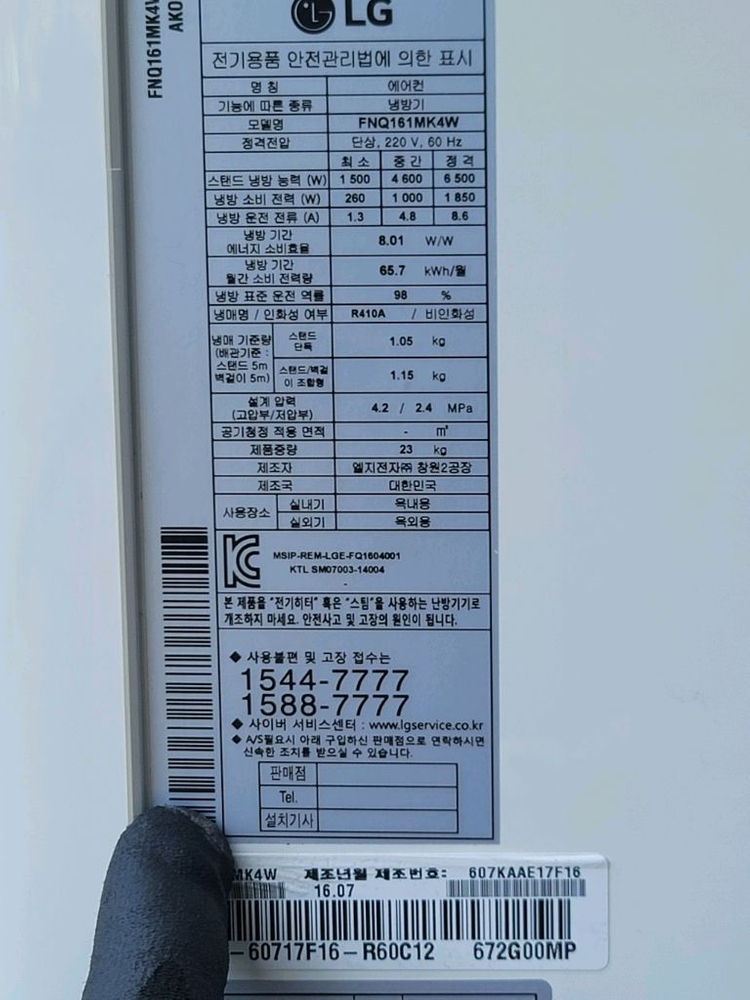 FNQ161MK4W
AKO
LG
전기용품 안전관리법에 의한 표시
명 칭 에어컨
기능에 따른 종류 냉방기
모델명 FNQ161MK4W
정격전압 단상, 220 V, 60 Hz
최 소 중 간 정 격
스탠드 냉방 능력 (W) 1 500 4 600 6 500
냉방 소비 전력 (W) 260 1 000 1 850
냉방 운전 전류 (A) 1.3 4.8 8.6
냉방 기간
에너지 소비효율 8.01 W/W
냉방 기간
월간 소비 전력량 65.7 kWh/월
냉방 표준 운전 역률 98 %
냉매명 / 인화성 여부 R410A / 비인화성
냉매 기준량
(배관기준 :
스탠드 5m
벽걸이 5m)
스탠드
단독 1.05 kg
스탠드/벽걸
이 조합형 1.15 kg
설계 압력
(고압부/저압부) 4.2 / 2.4 MPa
공기청정 적용 면적 - m²
제품중량 23 kg
제조자 엘지전자㈜ 창원2공장
제조국 대한민국
사용장소 실내기 옥내용
실외기 옥외용
MSIP-REM-LGE-FQ1604001
KTL SM07003-14004
-
본 제품을 "전기히터" 혹은 "스팀"을 사용하는 난방기기로
개조하지 마세요. 안전사고 및 고장의 원인이 됩니다.
◆ 사용불편 및 고장 접수는
1544-7777
1588-7777
◆ 사이버 서비스센터 : www.lgservice.co.kr
◆ A/S필요시 아래 구입하신 판매점으로 연락하시면
신속한 조치를 받으실 수 있습니다.
판매점
Tel.
설치기사
MK4W 제조년월 제조번호: 607KAAE17F16
16.07
- 60717F16 - R60C12 672G00MP